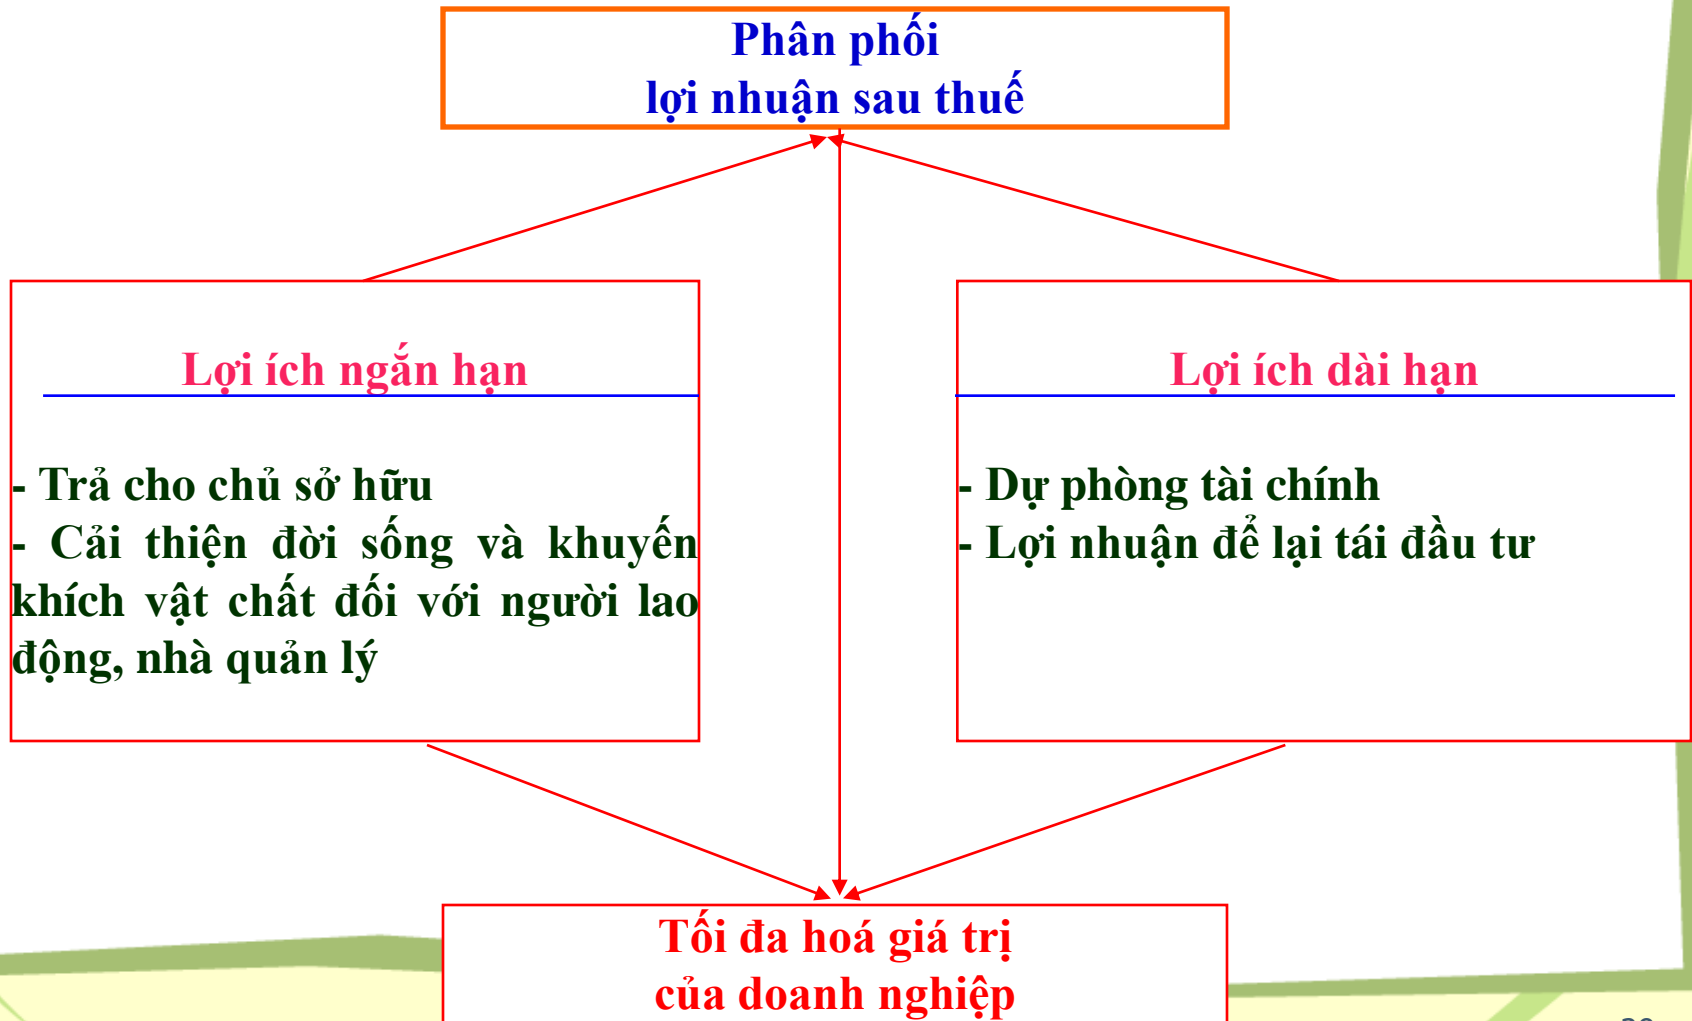 Phân phối
lợi nhuận sau thuế
Lợi ích ngắn hạn
- Trả cho chủ sở hữu
- Cải thiện đời sống và khuyến
khích vật chất đối với người lao
động, nhà quản lý
Lợi ích dài hạn
- Dự phòng tài chính
- Lợi nhuận để lại tái đầu tư
Tối đa hoá giá trị
của doanh nghiệp